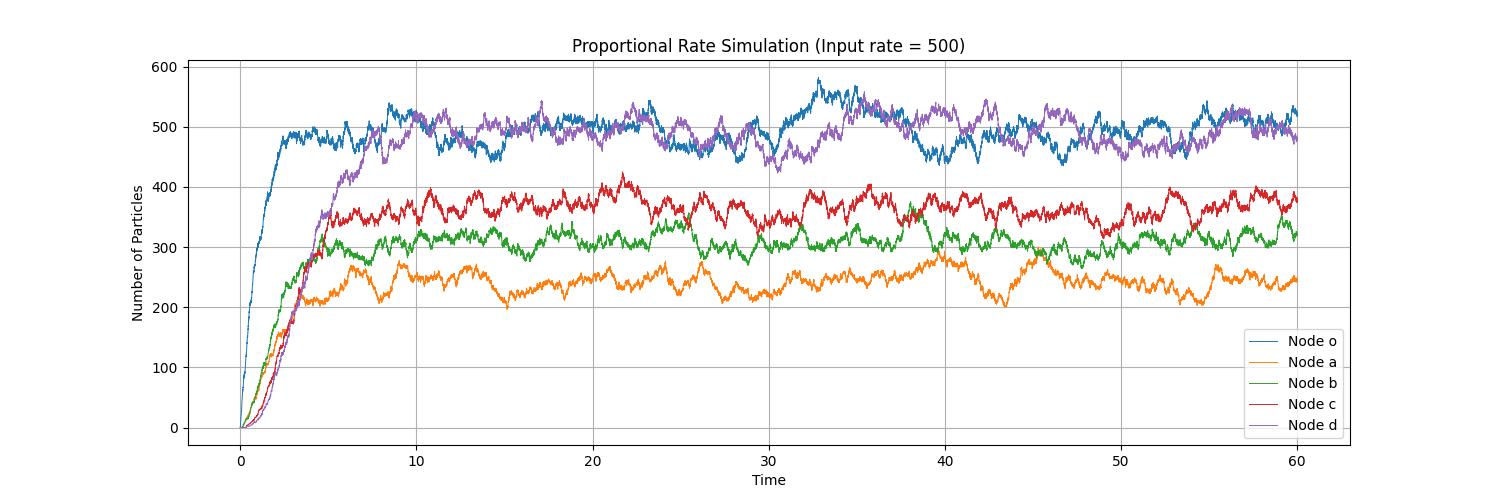 Proportional Rate Simulation (Input rate = 500)
Number of Particles
600
500
400
300
200
100
0
0 10 20 30 40 50 60
Time
Node o
Node a
Node b
Node c
Node d